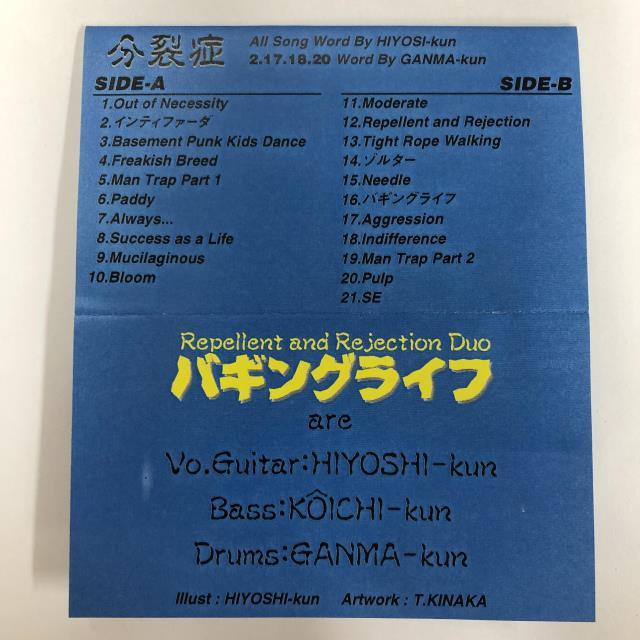 分裂症
All Song Word By HIYOSI-kun
2.17.18.20 Word By GANMA-kun
SIDE-A
1.Out of Necessity
2.インティファーダ
3.Basement Punk Kids Dance
4.Freakish Breed
5.Man Trap Part 1
6.Paddy
7.Always...
8.Success as a Life
9.Mucilaginous
10.Bloom
SIDE-B
11.Moderate
12.Repellent and Rejection
13.Tight Rope Walking
14.ゾルター
15.Needle
16.バギングライフ
17.Aggression
18.Indifference
19.Man Trap Part 2
20.Pulp
21.SE
Repellent and Rejection Duo
バギングライフ
are
Vo.Guitar:HIYOSHI-kun
Bass:KÔICHI-kun
Drums:GANMA-kun
Illust : HIYOSHI-kun Artwork : T.KINAKA